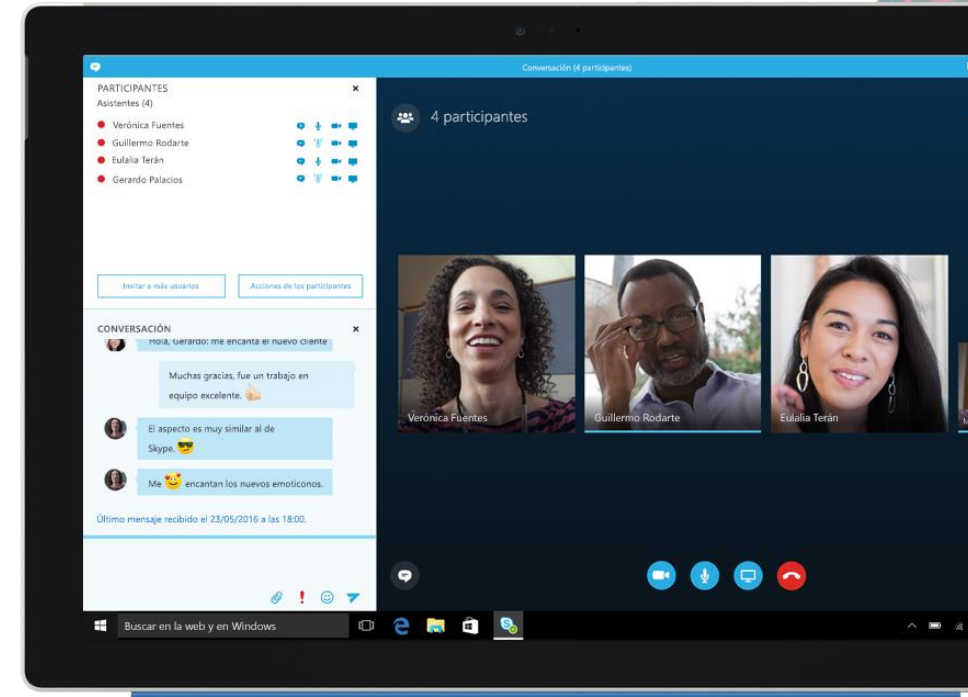 Conversación (4 participantes)
PARTICIPANTES
Asistentes (4)
Verónica Fuentes
Guillermo Rodarte
Eulalia Terán
Gerardo Palacios
Invitar a más usuarios
Acciones de los participantes
CONVERSACIÓN
Hola, Gerardo: me encanta el nuevo cliente
Muchas gracias, fue un trabajo en
equipo excelente.
El aspecto es muy similar al de
Skype.
Me encantan los nuevos emoticonos.
Último mensaje recibido el 23/05/2016 a las 18:00.
4 participantes
Verónica Fuentes
Guillermo Rodarte
Eulalia Terán
Buscar en la web y en Windows